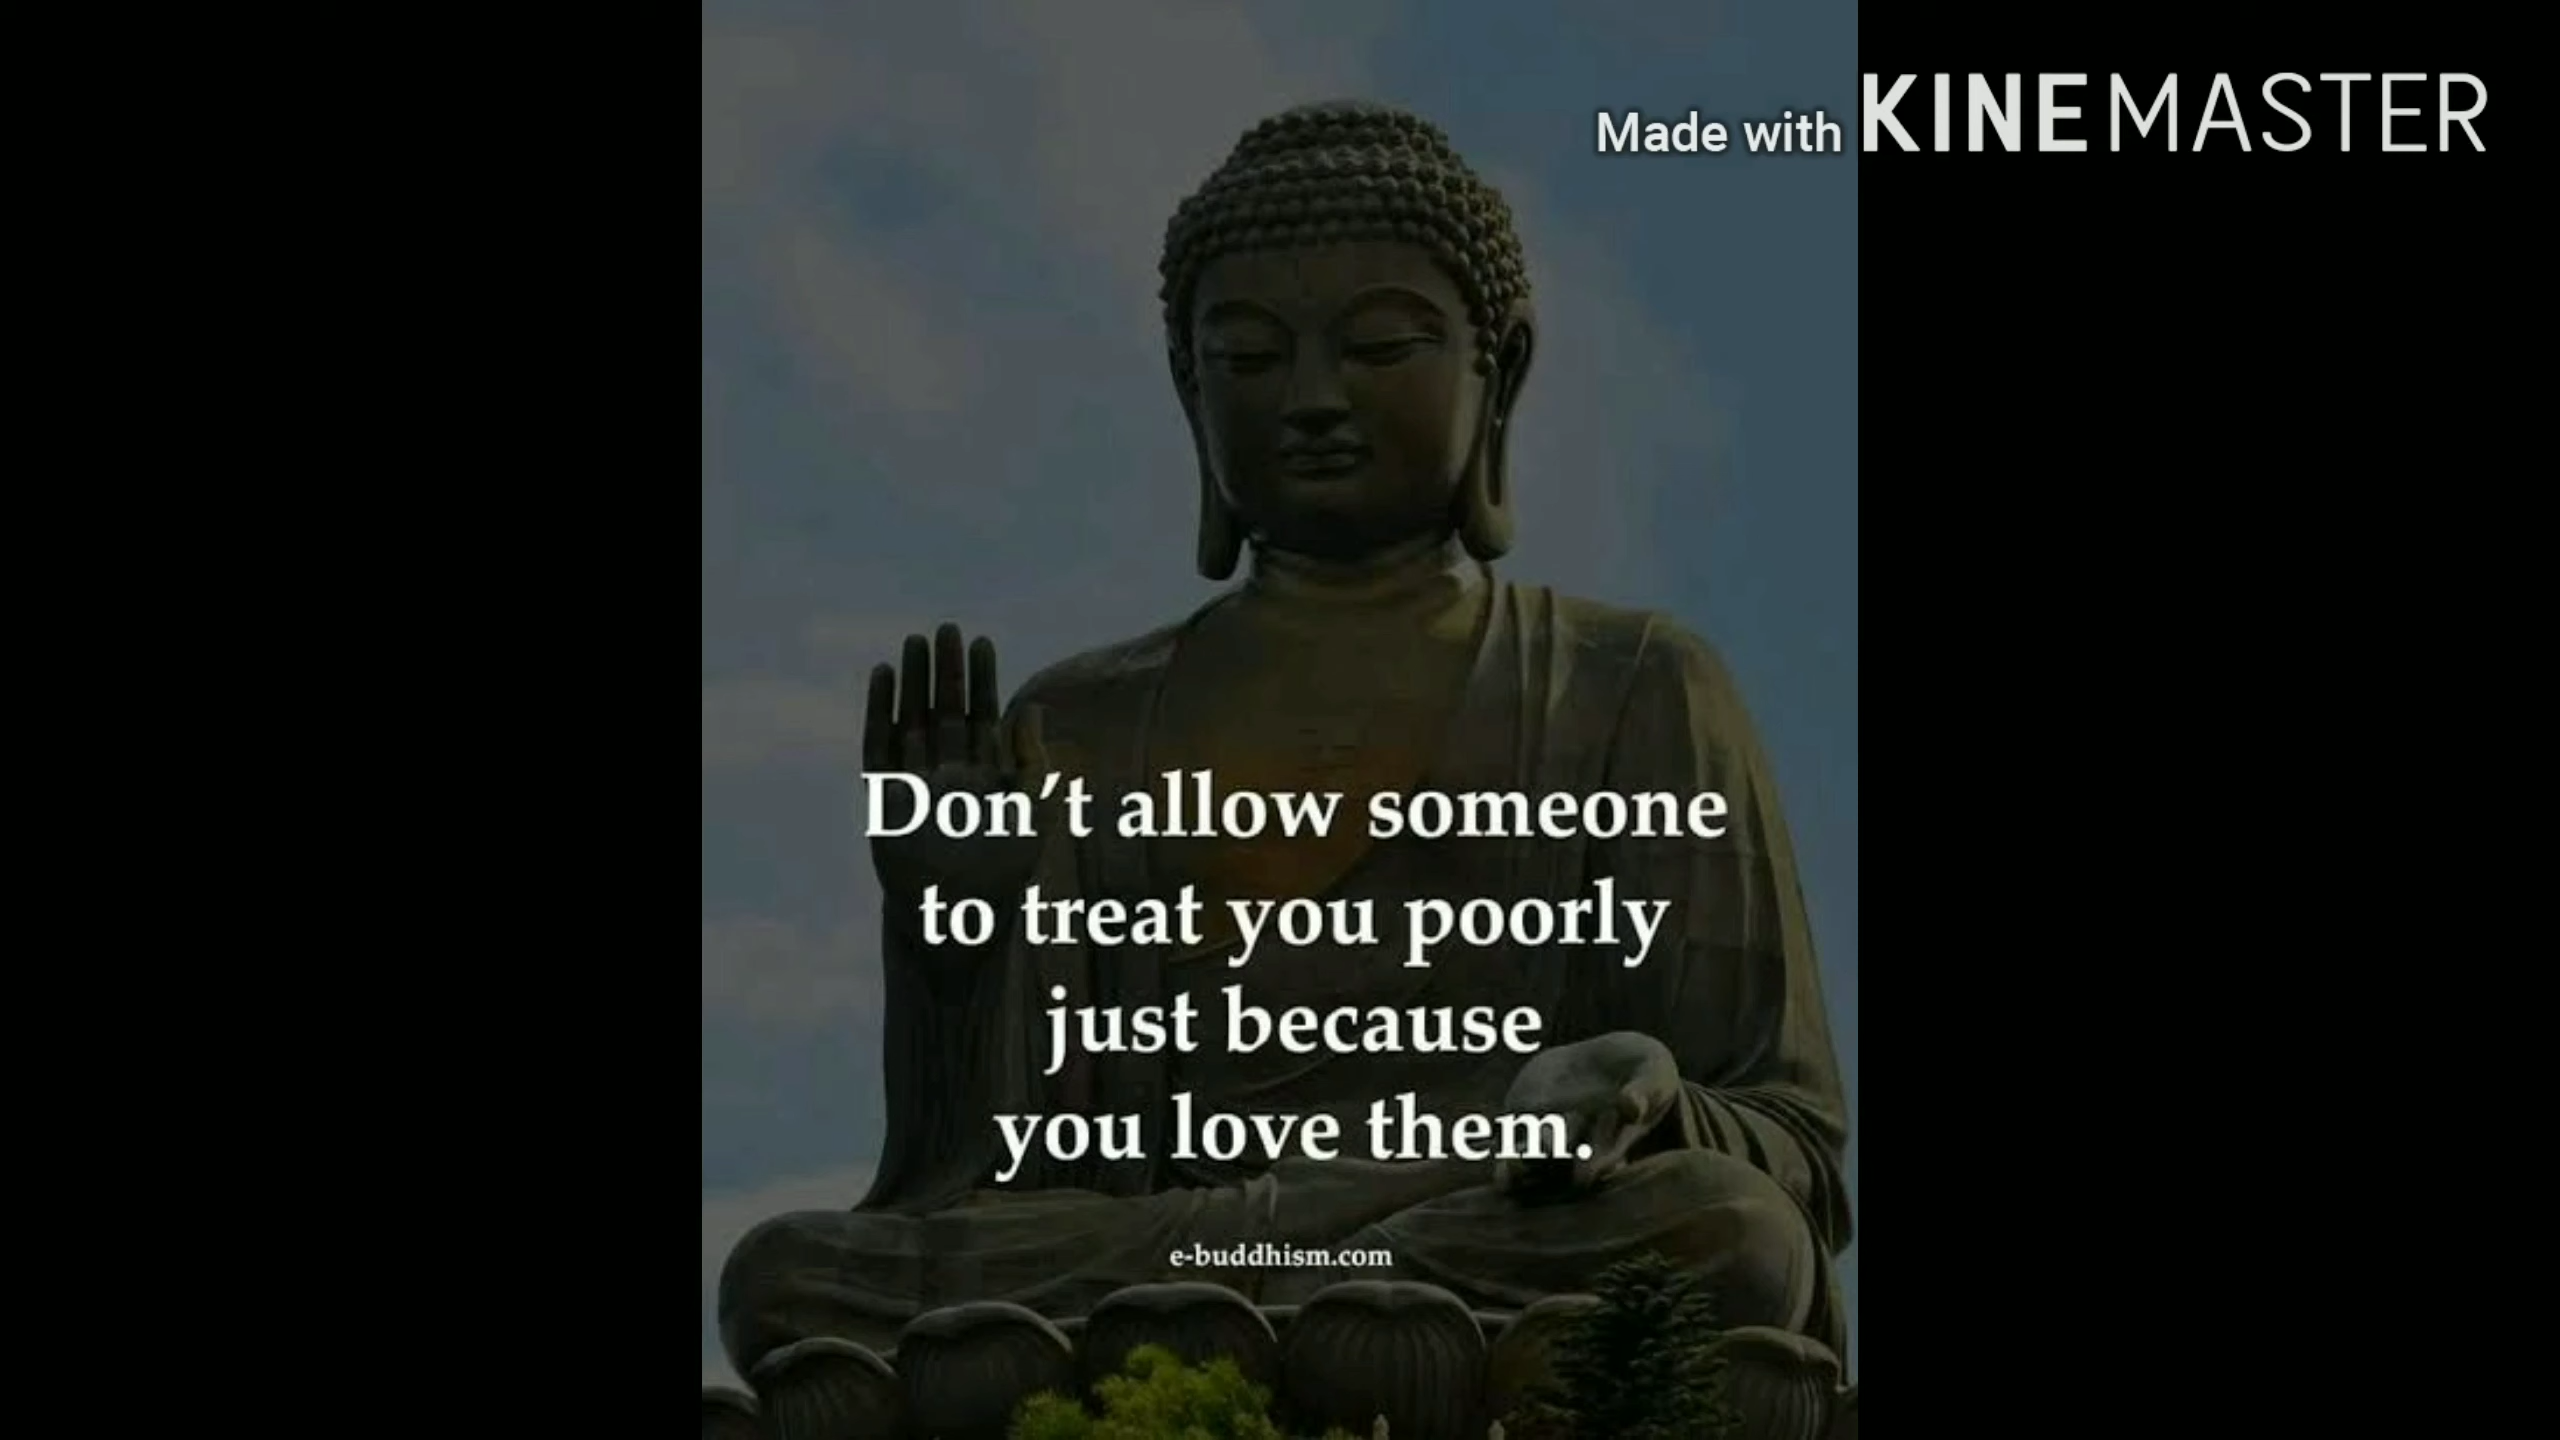 Made with KINEMASTER
Don't allow someone
to treat you poorly
just because
you love them.
e-buddhism.com